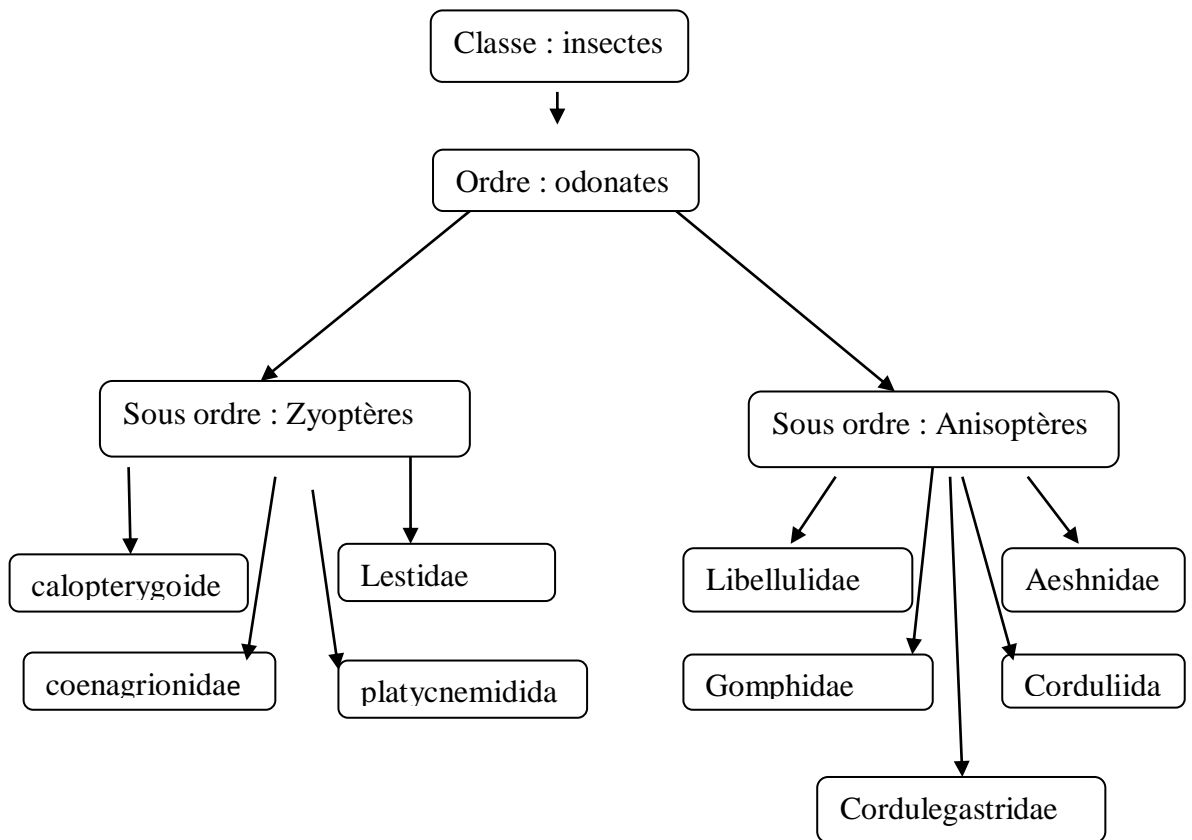 Classe : insectes
Ordre : odonates
Sous ordre : Zyoptères
Sous ordre : Anisoptères
calopterygoide
Lestidae
Libellulidae
Aeshnidae
coenagrionidae
platycnemidida
Gomphidae
Corduliida
Cordulegastridae